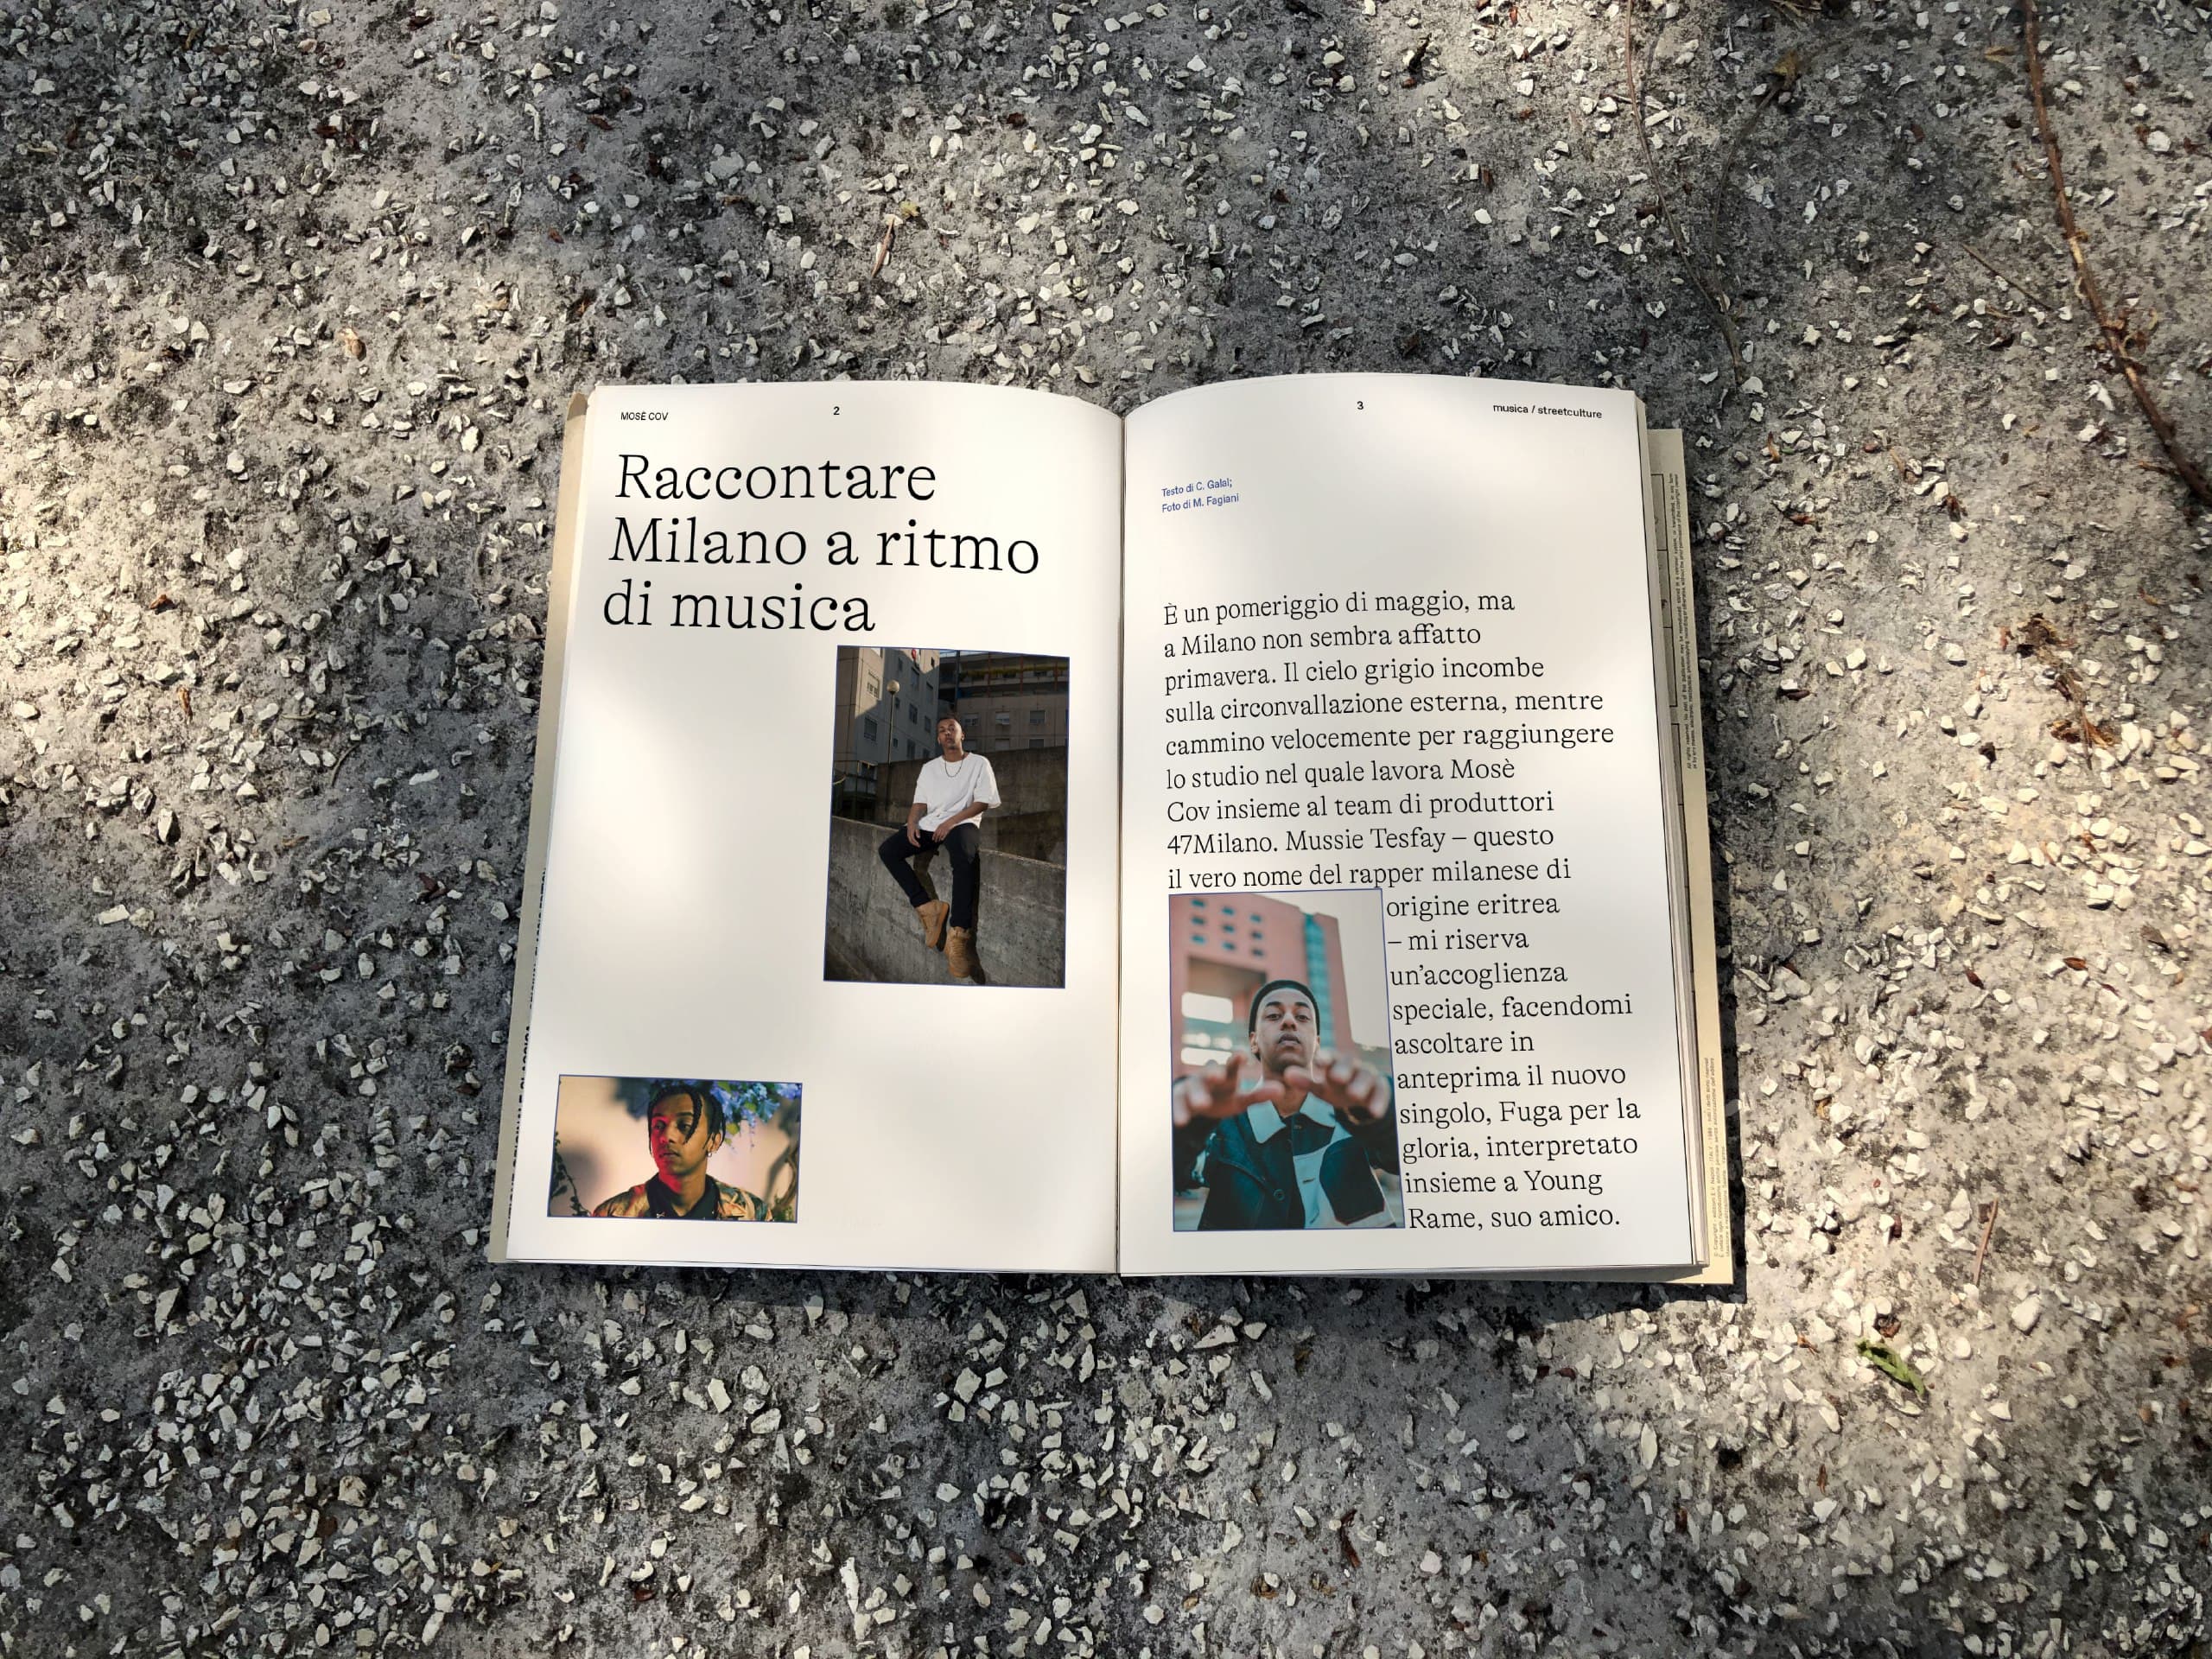 MOSÈ COV
2
Raccontare
Milano a ritmo
di musica
3
musica / streetculture
Testo di C. Galal;
Foto di M. Fagiani
È un pomeriggio di maggio, ma
a Milano non sembra affatto
primavera. Il cielo grigio incombe
sulla circonvallazione esterna, mentre
cammino velocemente per raggiungere
lo studio nel quale lavora Mosè
Cov insieme al team di produttori
47Milano. Mussie Tesfay – questo
il vero nome del rapper milanese di
origine eritrea
– mi riserva
un’accoglienza
speciale, facendomi
ascoltare in
anteprima il nuovo
singolo, Fuga per la
gloria, interpretato
insieme a Young
Rame, suo amico.